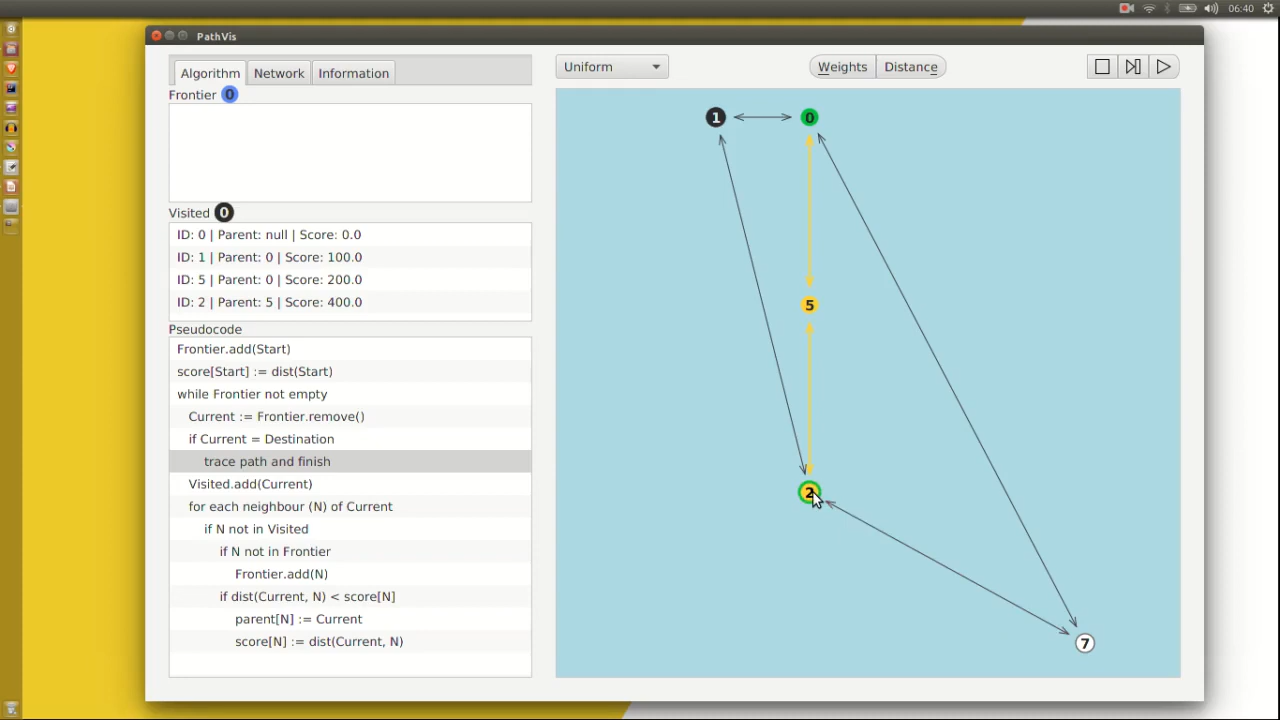 06:40
PathVis
Algorithm Network Information
Uniform
Weights Distance
Frontier 0
Visited 0
ID: 0 | Parent: null | Score: 0.0
ID: 1 | Parent: 0 | Score: 100.0
ID: 5 | Parent: 0 | Score: 200.0
ID: 2 | Parent: 5 | Score: 400.0
Pseudocode
Frontier.add(Start)
score[Start] := dist(Start)
while Frontier not empty
Current := Frontier.remove()
if Current = Destination
trace path and finish
Visited.add(Current)
for each neighbour (N) of Current
if N not in Visited
if N not in Frontier
Frontier.add(N)
if dist(Current, N) < score[N]
parent[N] := Current
score[N] := dist(Current, N)
1 0
5
2
7